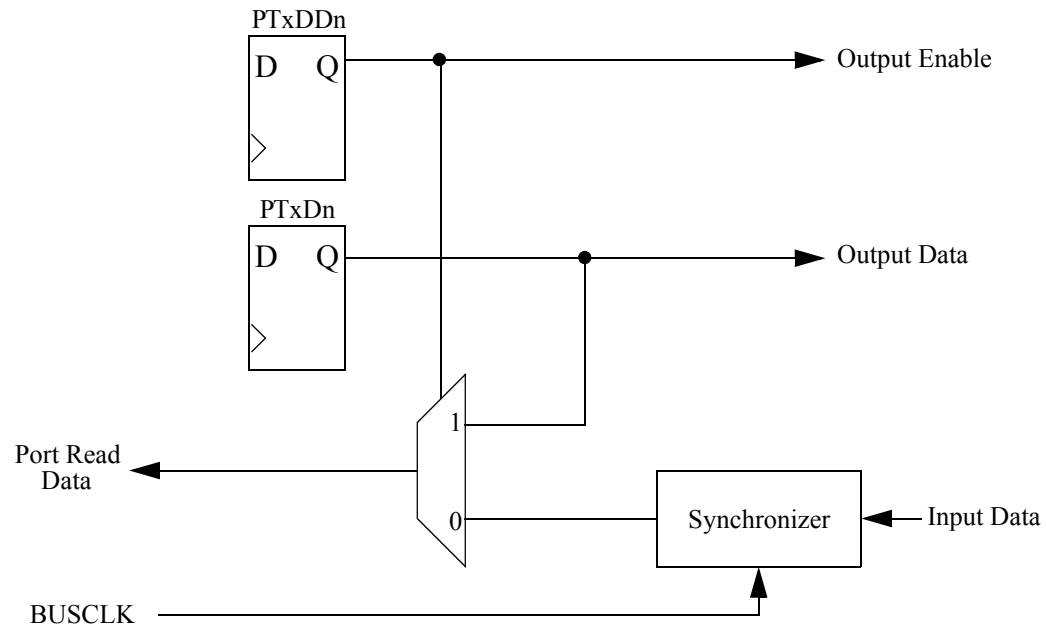 PTxDDn
D Q
Output Enable
PTxDn
D Q
Output Data
1
Port Read
Data
0
Synchronizer
Input Data
BUSCLK